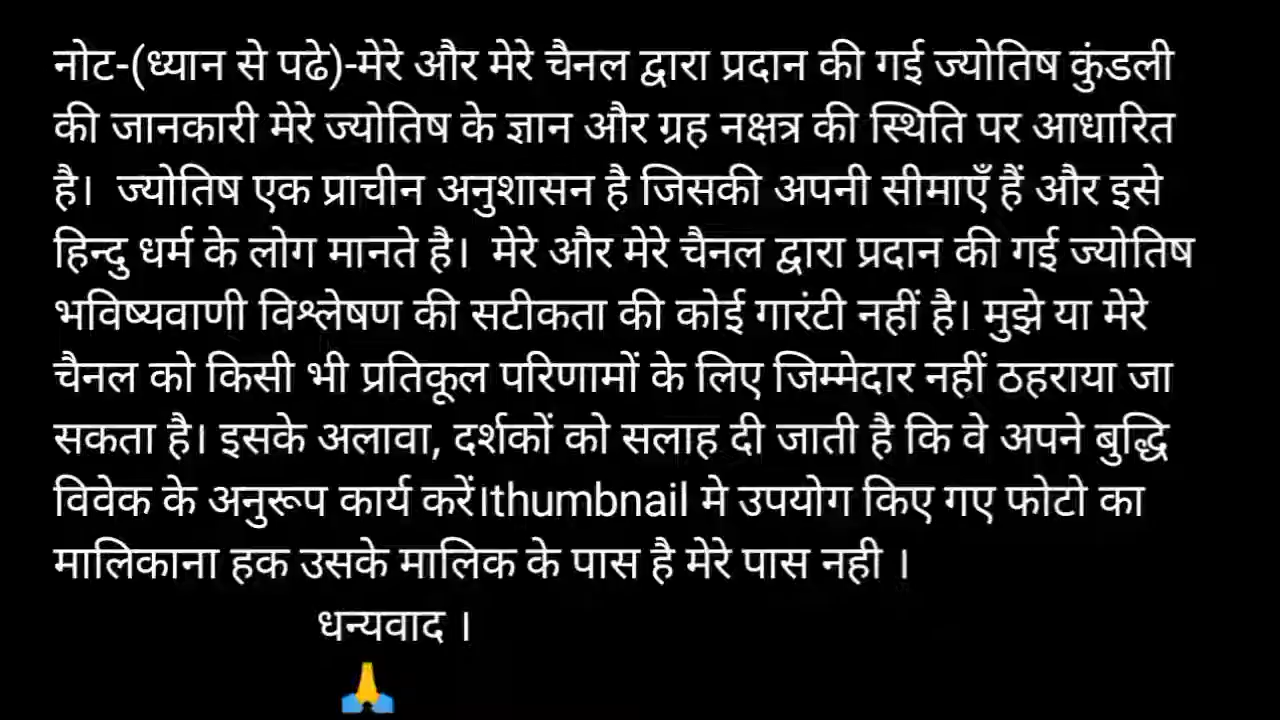 नोट-(ध्यान से पढे)-मेरे और मेरे चैनल द्वारा प्रदान की गई ज्योतिष कुंडली
की जानकारी मेरे ज्योतिष के ज्ञान और ग्रह नक्षत्र की स्थिति पर आधारित
है।  ज्योतिष एक प्राचीन अनुशासन है जिसकी अपनी सीमाएँ हैं और इसे
हिन्दु धर्म के लोग मानते है।  मेरे और मेरे चैनल द्वारा प्रदान की गई ज्योतिष
भविष्यवाणी विश्लेषण की सटीकता की कोई गारंटी नहीं है। मुझे या मेरे
चैनल को किसी भी प्रतिकूल परिणामों के लिए जिम्मेदार नहीं ठहराया जा
सकता है। इसके अलावा, दर्शकों को सलाह दी जाती है कि वे अपने बुद्धि
विवेक के अनुरूप कार्य करें।thumbnail मे उपयोग किए गए फोटो का
मालिकाना हक उसके मालिक के पास है मेरे पास नही ।
धन्यवाद ।
🙏